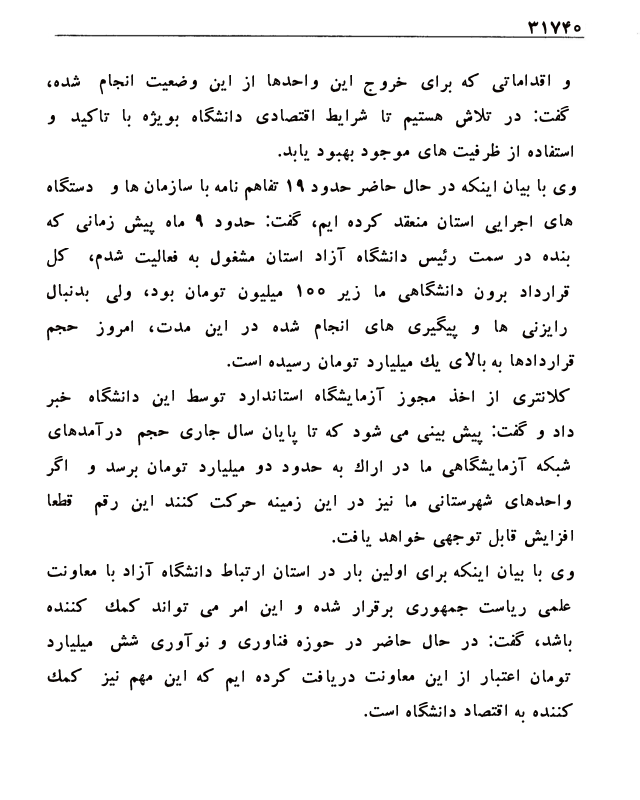 ۳۱۷۴۰
و اقداماتی که برای خروج این واحدها از این وضعیت انجام شده،
گفت: در تلاش هستیم تا شرایط اقتصادی دانشگاه بویژه با تاکید و
استفاده از ظرفیت های موجود بهبود یابد.
وی با بیان اینکه در حال حاضر حدود ۱۹ تفاهم نامه با سازمان ها و دستگاه
های اجرایی استان منعقد کرده ایم، گفت: حدود ۹ ماه پیش زمانی که
بنده در سمت رئیس دانشگاه آزاد استان مشغول به فعالیت شدم، کل
قرارداد برون دانشگاهی ما زیر ۱۰۰ میلیون تومان بود، ولی بدنبال
رایزنی ها و پیگیری های انجام شده در این مدت، امروز حجم
قراردادها به بالای یك میلیارد تومان رسیده است.
کلانتری از اخذ مجوز آزمایشگاه استاندارد توسط این دانشگاه خبر
داد و گفت: پیش بینی می شود که تا پایان سال جاری حجم درآمدهای
شبکه آزمایشگاهی ما در اراك به حدود دو میلیارد تومان برسد و اگر
واحدهای شهرستانی ما نیز در این زمینه حرکت کنند این رقم قطعا
افزایش قابل توجهی خواهد یافت.
وی با بیان اینکه برای اولین بار در استان ارتباط دانشگاه آزاد با معاونت
علمی ریاست جمهوری برقرار شده و این امر می تواند کمك کننده
باشد، گفت: در حال حاضر در حوزه فناوری و نوآوری شش میلیارد
تومان اعتبار از این معاونت دریافت کرده ایم که این مهم نیز کمك
کننده به اقتصاد دانشگاه است.